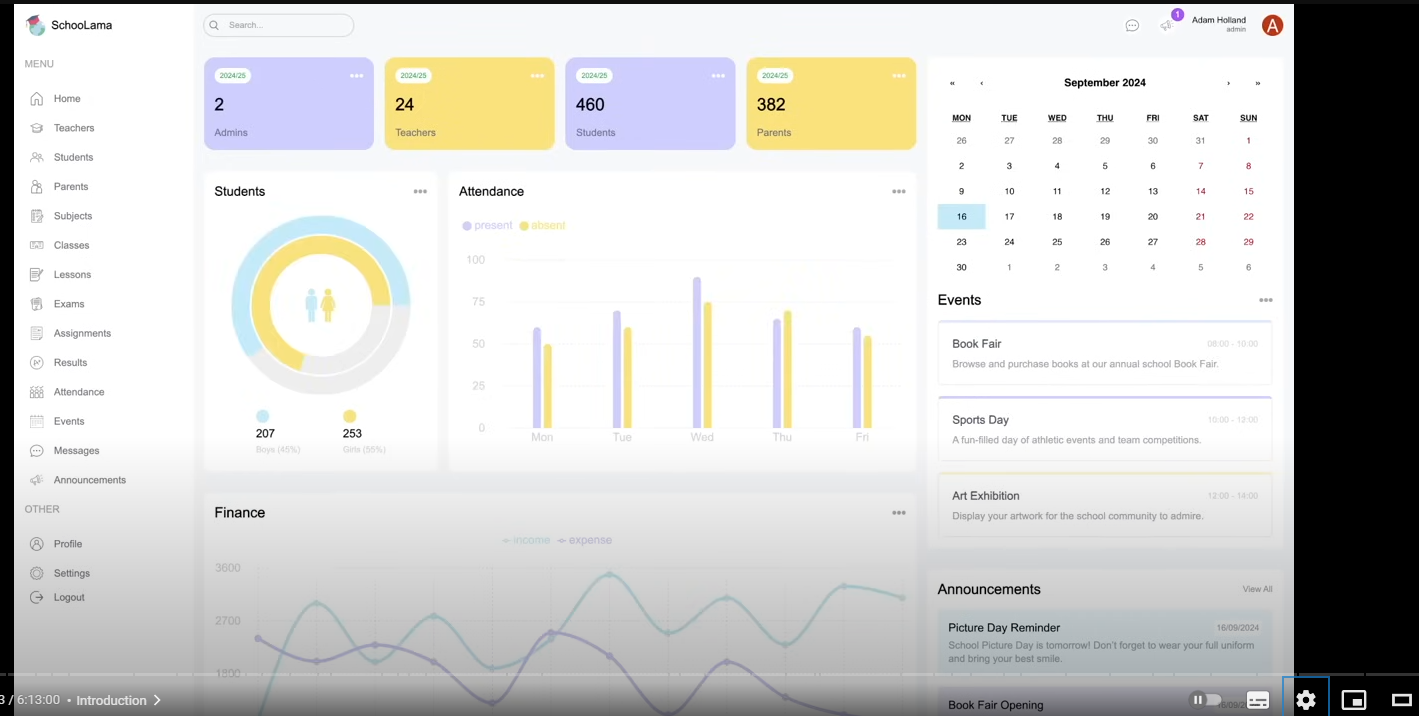 SchooLama
Search...
1
Adam Holland
admin
A
MENU
Home
Teachers
Students
Parents
Subjects
Classes
Lessons
Exams
Assignments
Results
Attendance
Events
Messages
Announcements
OTHER
Profile
Settings
Logout
2024/25
2
Admins
2024/25
24
Teachers
2024/25
460
Students
2024/25
382
Parents
Students
207
Boys (45%)
253
Girls (55%)
Attendance
present absent
100
75
50
25
0
Mon Tue Wed Thu Fri
Finance
income expense
3600
2700
1800
« ‹ September 2024 › »
MON TUE WED THU FRI SAT SUN
26 27 28 29 30 31 1
2 3 4 5 6 7 8
9 10 11 12 13 14 15
16 17 18 19 20 21 22
23 24 25 26 27 28 29
30 1 2 3 4 5 6
Events
Book Fair 08:00 - 10:00
Browse and purchase books at our annual school Book Fair.
Sports Day 10:00 - 12:00
A fun-filled day of athletic events and team competitions.
Art Exhibition 12:00 - 14:00
Display your artwork for the school community to admire.
Announcements View All
Picture Day Reminder 16/09/2024
School Picture Day is tomorrow! Don't forget to wear your full uniform
and bring your best smile.
Book Fair Opening
3 / 6:13:00 • Introduction